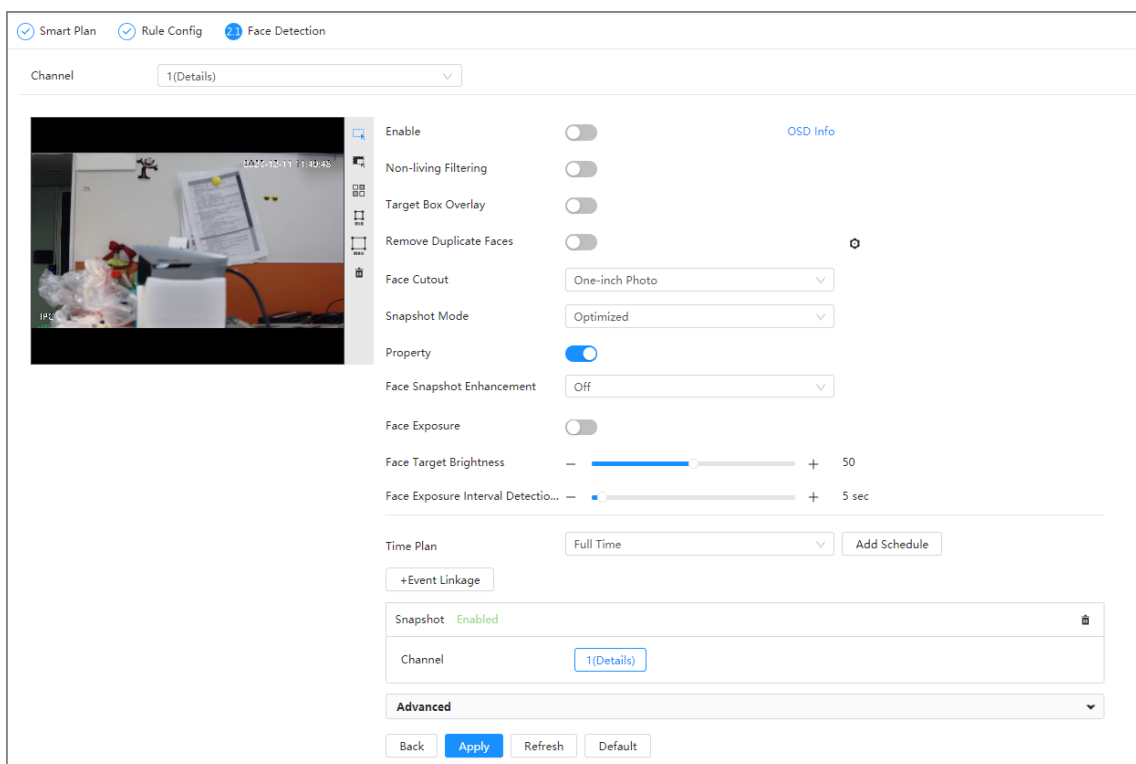 Smart Plan Rule Config 2.1 Face Detection
Channel 1(Details)
Enable OSD Info
Non-living Filtering
Target Box Overlay
Remove Duplicate Faces
Face Cutout One-inch Photo
Snapshot Mode Optimized
Property
Face Snapshot Enhancement Off
Face Exposure
Face Target Brightness − + 50
Face Exposure Interval Detectio... − + 5 sec
Time Plan Full Time Add Schedule
+Event Linkage
Snapshot Enabled
Channel 1(Details)
Advanced
Back Apply Refresh Default
min
max
IPC